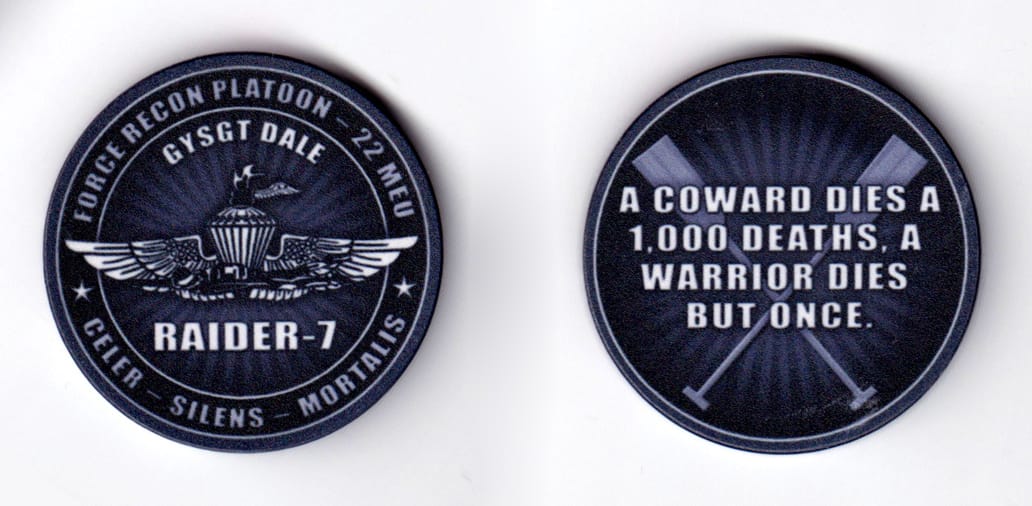 FORCE RECON PLATOON – 22 MEU
GYSGT DALE
RAIDER-7
CELER – SILENS – MORTALIS
A COWARD DIES A
1,000 DEATHS, A
WARRIOR DIES
BUT ONCE.